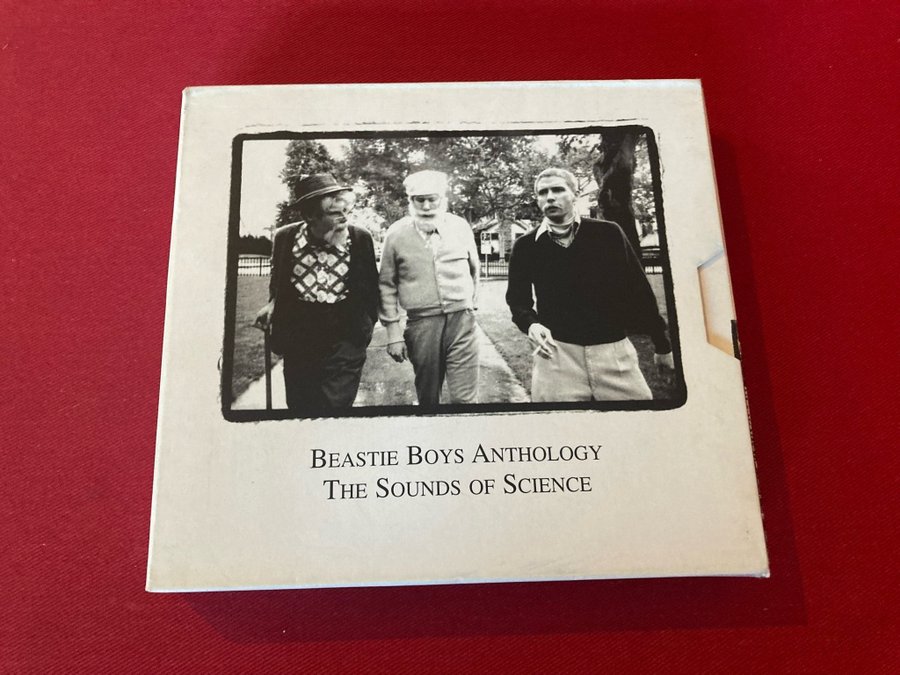 Beastie Boys Anthology
The Sounds of Science